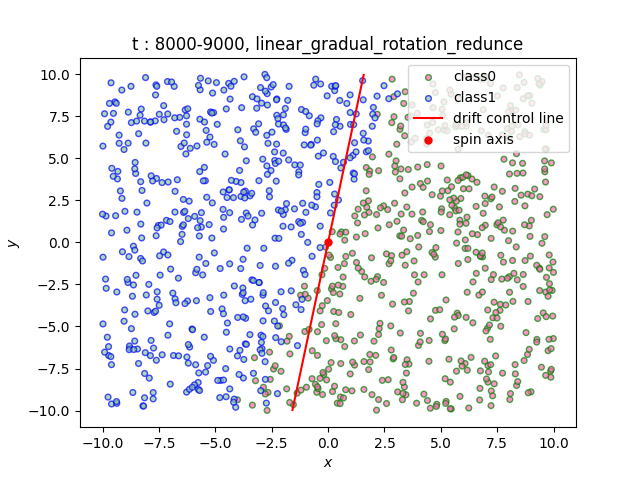 t : 8000-9000, linear_gradual_rotation_redunce
class0
class1
drift control line
spin axis
10.0
7.5
5.0
2.5
0.0
−2.5
−5.0
−7.5
−10.0
y
−10.0 −7.5 −5.0 −2.5 0.0 2.5 5.0 7.5 10.0
x